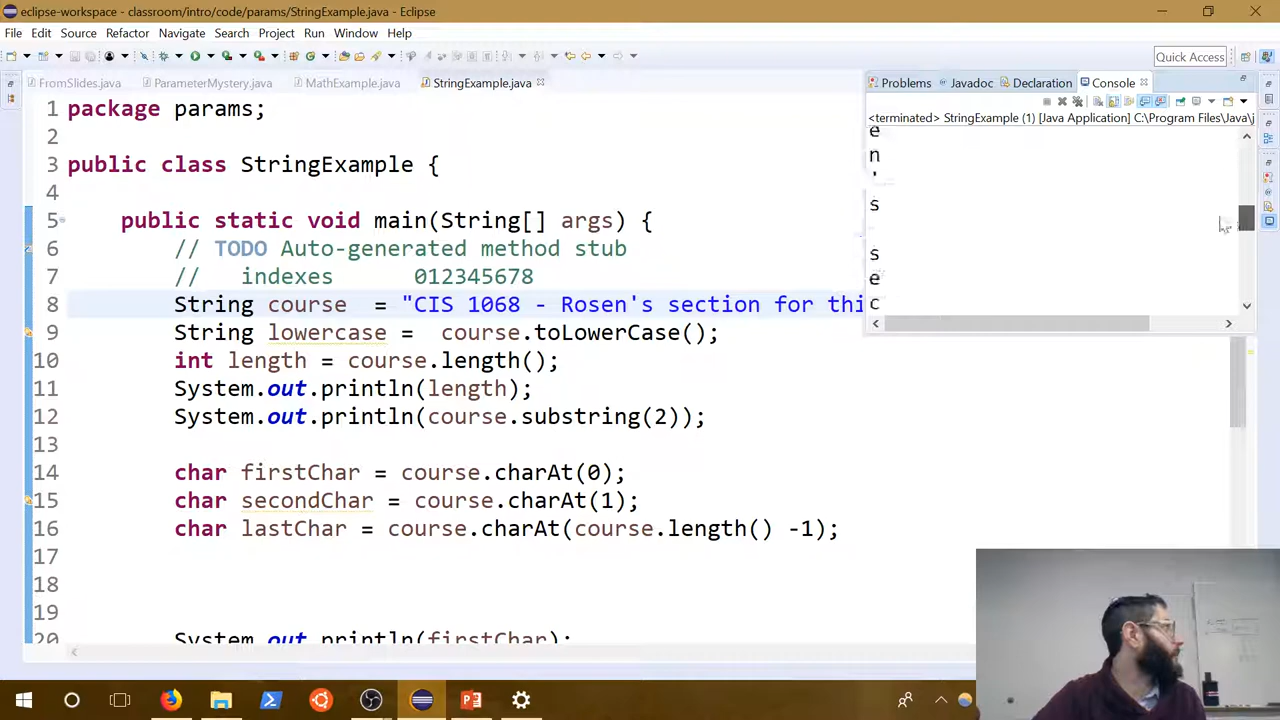 eclipse-workspace - classroom/intro/code/params/StringExample.java - Eclipse
File Edit Source Refactor Navigate Search Project Run Window Help
Quick Access
FromSlides.java ParameterMystery.java MathExample.java StringExample.java
Problems Javadoc Declaration Console
<terminated> StringExample (1) [Java Application] C:\Program Files\Java\j
1 package params;
2
3 public class StringExample {
4
5 public static void main(String[] args) {
6 // TODO Auto-generated method stub
7 // indexes 012345678
8 String course = "CIS 1068 - Rosen's section for thi
9 String lowercase = course.toLowerCase();
10 int length = course.length();
11 System.out.println(length);
12 System.out.println(course.substring(2));
13
14 char firstChar = course.charAt(0);
15 char secondChar = course.charAt(1);
16 char lastChar = course.charAt(course.length() -1);
17
18
19
20 System.out.println(firstChar);
e
n
'
s
s
e
c